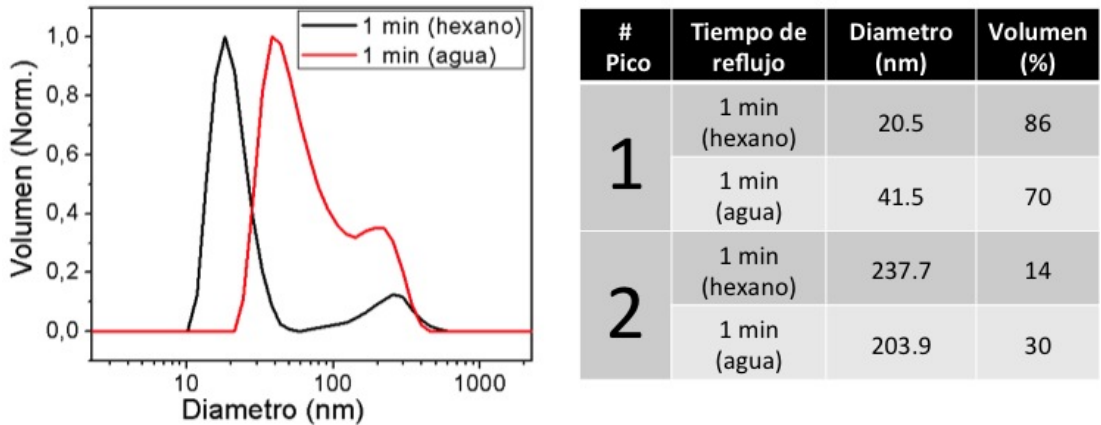 1 min (hexano)
1 min (agua)
Volumen (Norm.)
1,0
0,8
0,6
0,4
0,2
0,0
10
100
1000
Diametro (nm)
# Pico
Tiempo de reflujo
Diametro (nm)
Volumen (%)
1
1 min (hexano)
20.5
86
1 min (agua)
41.5
70
2
1 min (hexano)
237.7
14
1 min (agua)
203.9
30